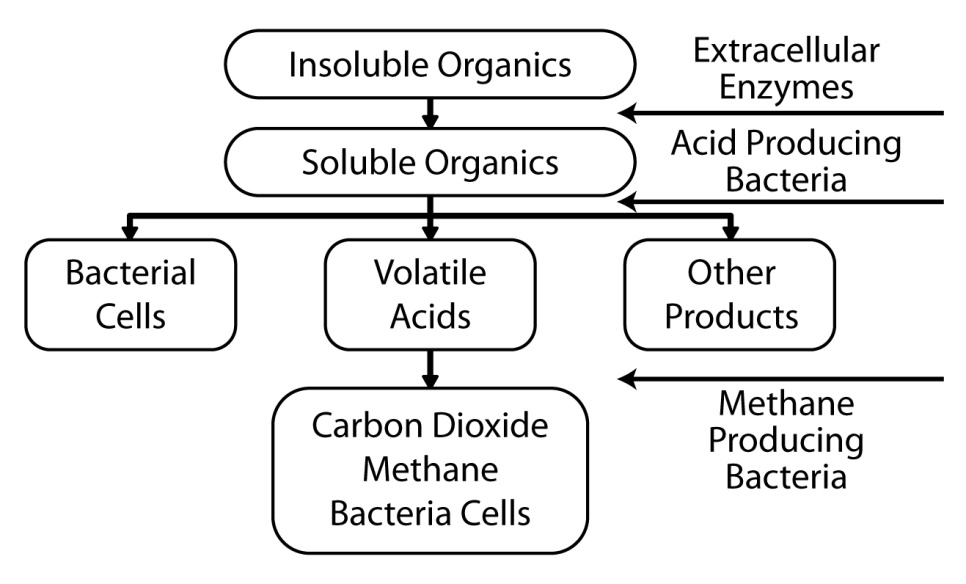 Insoluble Organics
Extracellular
Enzymes
Soluble Organics
Acid Producing
Bacteria
Bacterial
Cells
Volatile
Acids
Other
Products
Carbon Dioxide
Methane
Bacteria Cells
Methane
Producing
Bacteria